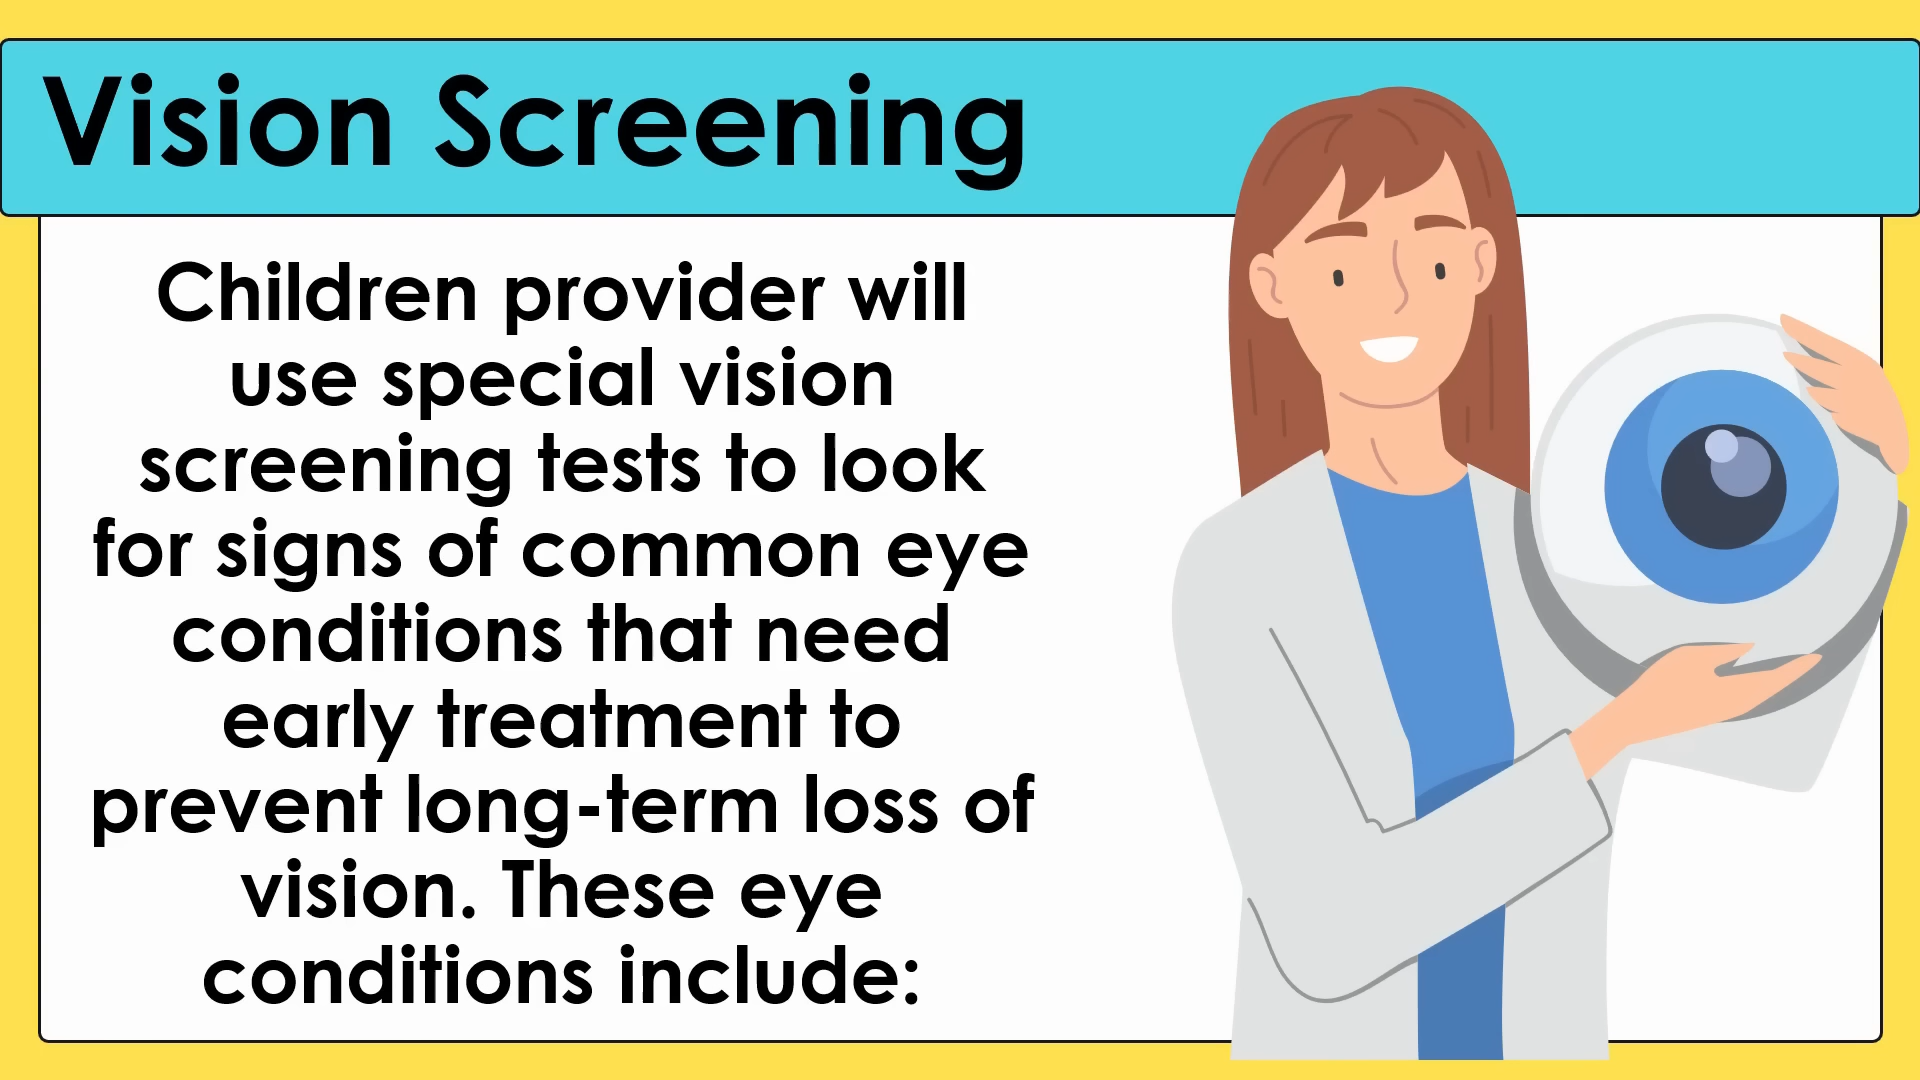 Vision Screening
Children provider will
use special vision
screening tests to look
for signs of common eye
conditions that need
early treatment to
prevent long-term loss of
vision. These eye
conditions include: